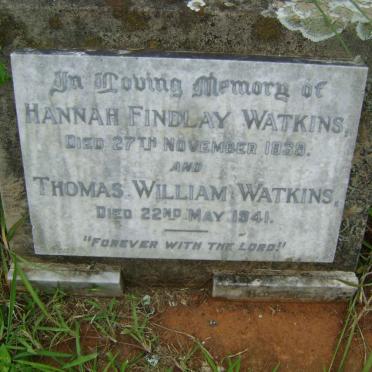 In Loving Memory of
HANNAH FINDLAY WATKINS,
DIED 27TH NOVEMBER 1938.
AND
THOMAS WILLIAM WATKINS,
DIED 22ND MAY 1941.
"FOREVER WITH THE LORD!"